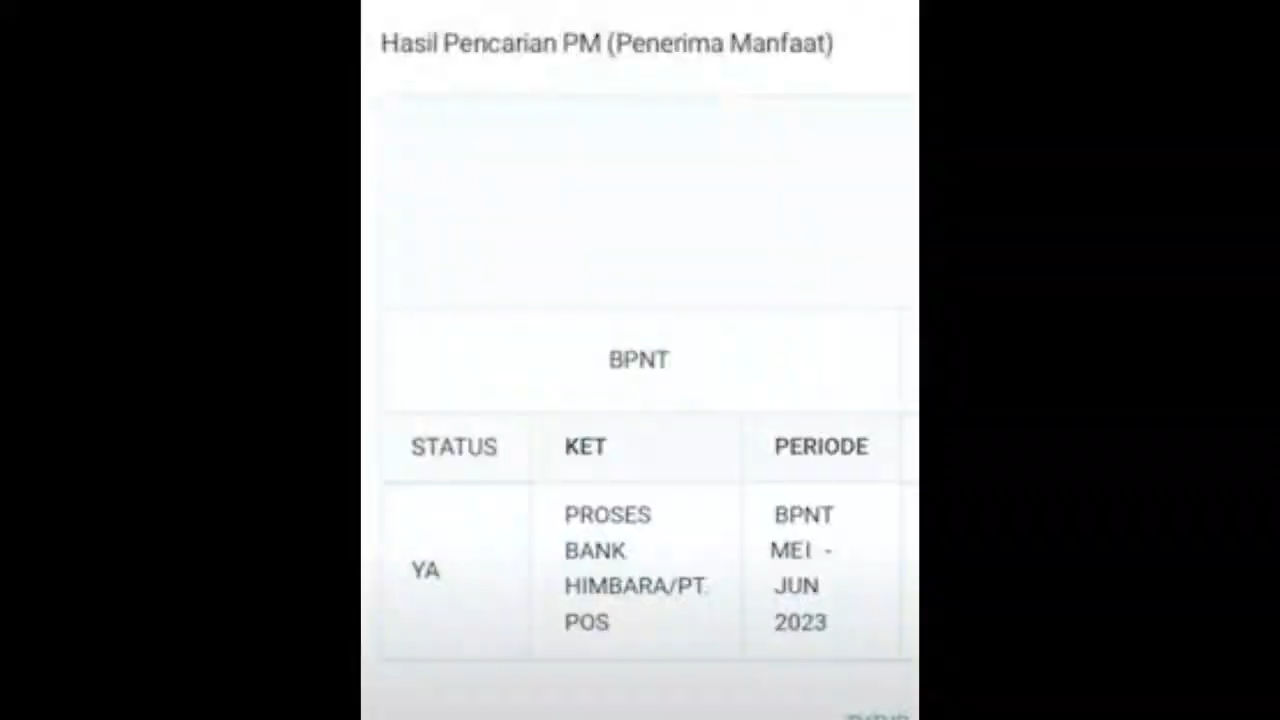 Hasil Pencarian PM (Penerima Manfaat)
BPNT
STATUS KET PERIODE
YA
PROSES
BANK
HIMBARA/PT.
POS
BPNT
MEI -
JUN
2023